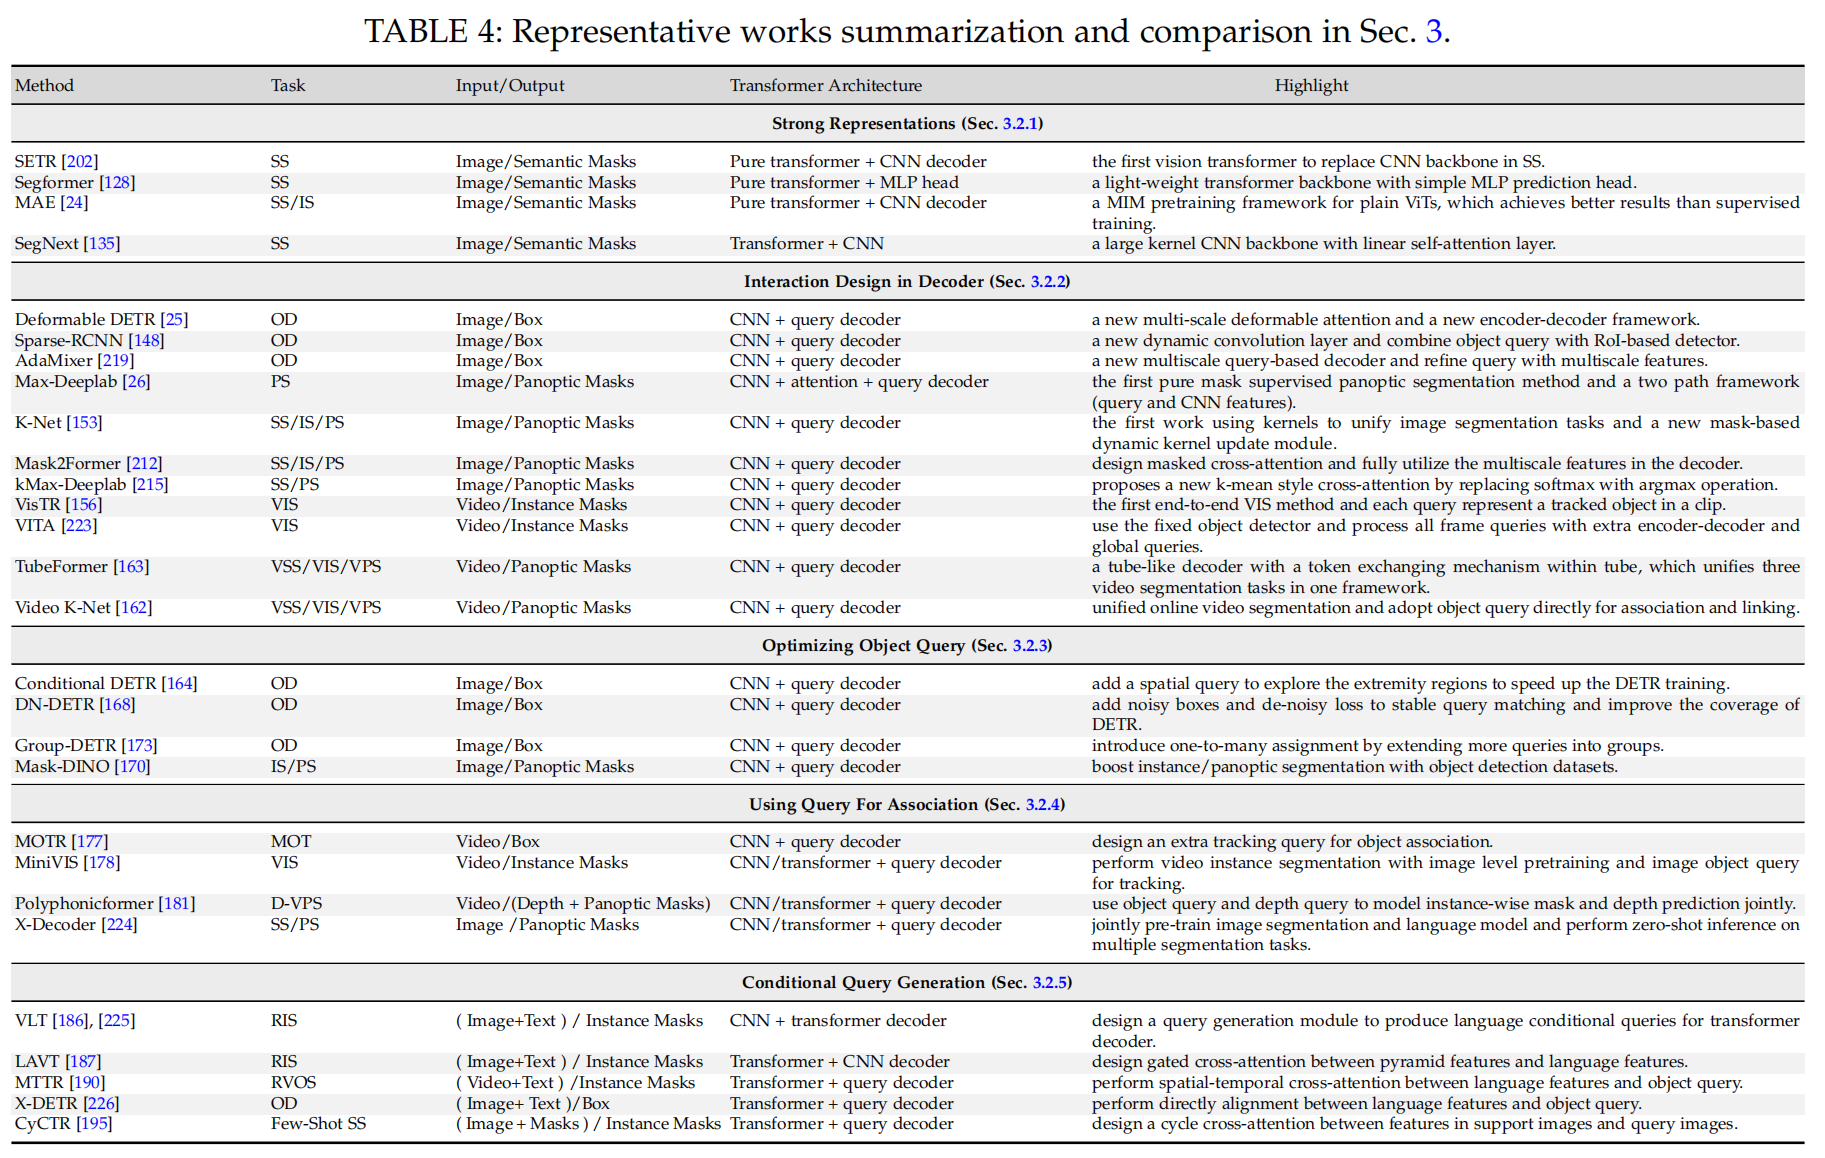 TABLE 4: Representative works summarization and comparison in Sec. 3.
Method Task Input/Output Transformer Architecture Highlight
Strong Representations (Sec. 3.2.1)
SETR [202] SS Image/Semantic Masks Pure transformer + CNN decoder the first vision transformer to replace CNN backbone in SS.
Segformer [128] SS Image/Semantic Masks Pure transformer + MLP head a light-weight transformer backbone with simple MLP prediction head.
MAE [24] SS/IS Image/Semantic Masks Pure transformer + CNN decoder a MIM pretraining framework for plain ViTs, which achieves better results than supervised
training.
SegNext [135] SS Image/Semantic Masks Transformer + CNN a large kernel CNN backbone with linear self-attention layer.
Interaction Design in Decoder (Sec. 3.2.2)
Deformable DETR [25] OD Image/Box CNN + query decoder a new multi-scale deformable attention and a new encoder-decoder framework.
Sparse-RCNN [148] OD Image/Box CNN + query decoder a new dynamic convolution layer and combine object query with RoI-based detector.
AdaMixer [219] OD Image/Box CNN + query decoder a new multiscale query-based decoder and refine query with multiscale features.
Max-Deeplab [26] PS Image/Panoptic Masks CNN + attention + query decoder the first pure mask supervised panoptic segmentation method and a two path framework
(query and CNN features).
K-Net [153] SS/IS/PS Image/Panoptic Masks CNN + query decoder the first work using kernels to unify image segmentation tasks and a new mask-based
dynamic kernel update module.
Mask2Former [212] SS/IS/PS Image/Panoptic Masks CNN + query decoder design masked cross-attention and fully utilize the multiscale features in the decoder.
kMax-Deeplab [215] SS/PS Image/Panoptic Masks CNN + query decoder proposes a new k-mean style cross-attention by replacing softmax with argmax operation.
VisTR [156] VIS Video/Instance Masks CNN + query decoder the first end-to-end VIS method and each query represent a tracked object in a clip.
VITA [223] VIS Video/Instance Masks CNN + query decoder use the fixed object detector and process all frame queries with extra encoder-decoder and
global queries.
TubeFormer [163] VSS/VIS/VPS Video/Panoptic Masks CNN + query decoder a tube-like decoder with a token exchanging mechanism within tube, which unifies three
video segmentation tasks in one framework.
Video K-Net [162] VSS/VIS/VPS Video/Panoptic Masks CNN + query decoder unified online video segmentation and adopt object query directly for association and linking.
Optimizing Object Query (Sec. 3.2.3)
Conditional DETR [164] OD Image/Box CNN + query decoder add a spatial query to explore the extremity regions to speed up the DETR training.
DN-DETR [168] OD Image/Box CNN + query decoder add noisy boxes and de-noisy loss to stable query matching and improve the coverage of
DETR.
Group-DETR [173] OD Image/Box CNN + query decoder introduce one-to-many assignment by extending more queries into groups.
Mask-DINO [170] IS/PS Image/Panoptic Masks CNN + query decoder boost instance/panoptic segmentation with object detection datasets.
Using Query For Association (Sec. 3.2.4)
MOTR [177] MOT Video/Box CNN + query decoder design an extra tracking query for object association.
MiniVIS [178] VIS Video/Instance Masks CNN/transformer + query decoder perform video instance segmentation with image level pretraining and image object query
for tracking.
Polyphonicformer [181] D-VPS Video/(Depth + Panoptic Masks) CNN/transformer + query decoder use object query and depth query to model instance-wise mask and depth prediction jointly.
X-Decoder [224] SS/PS Image /Panoptic Masks CNN/transformer + query decoder jointly pre-train image segmentation and language model and perform zero-shot inference on
multiple segmentation tasks.
Conditional Query Generation (Sec. 3.2.5)
VLT [186], [225] RIS ( Image+Text ) / Instance Masks CNN + transformer decoder design a query generation module to produce language conditional queries for transformer
decoder.
LAVT [187] RIS ( Image+Text ) / Instance Masks Transformer + CNN decoder design gated cross-attention between pyramid features and language features.
MTTR [190] RVOS ( Video+Text ) /Instance Masks Transformer + query decoder perform spatial-temporal cross-attention between language features and object query.
X-DETR [226] OD ( Image+ Text )/Box Transformer + query decoder perform directly alignment between language features and object query.
CyCTR [195] Few-Shot SS ( Image + Masks ) / Instance Masks Transformer + query decoder design a cycle cross-attention between features in support images and query images.